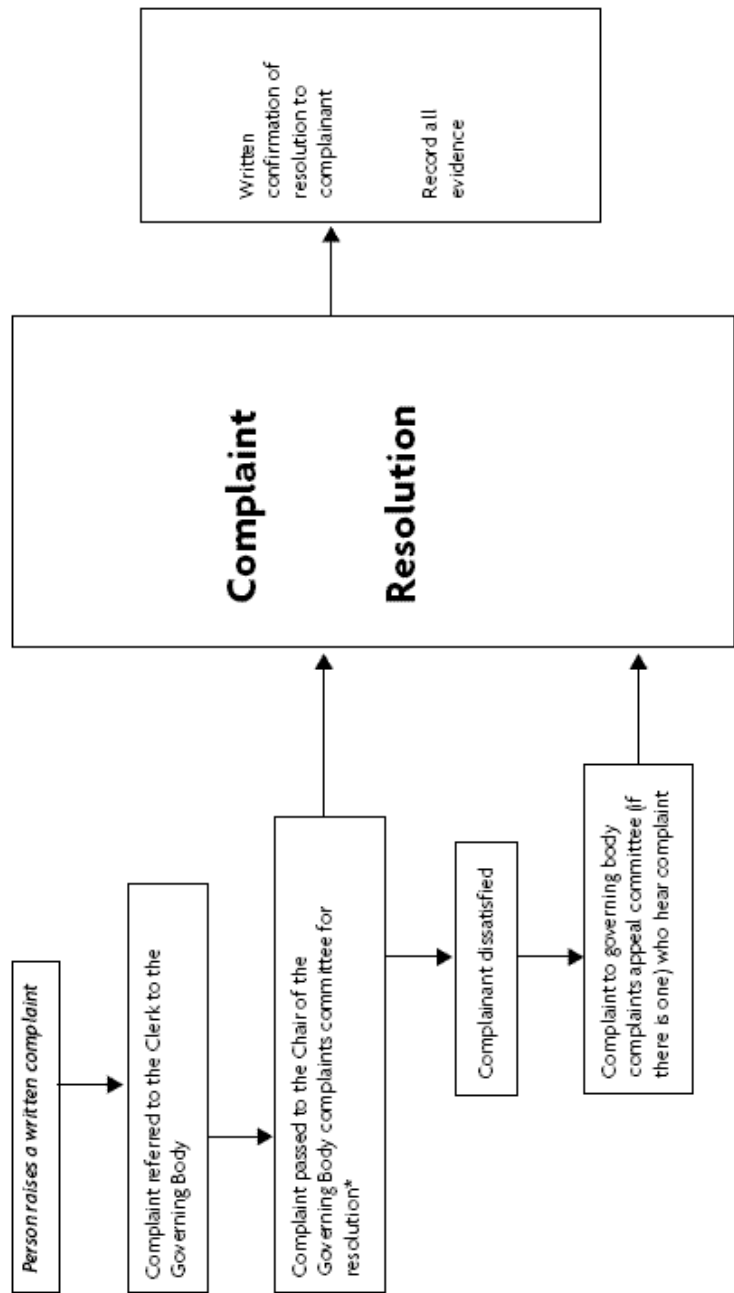 Person raises a written complaint
Complaint referred to the Clerk to the
Governing Body
Complaint passed to the Chair of the
Governing Body complaints committee for
resolution*
Complainant dissatisfied
Complaint to governing body
complaints appeal committee (if
there is one) who hear complaint
Complaint
Resolution
Written
confirmation of
resolution to
complainant
Record all
evidence